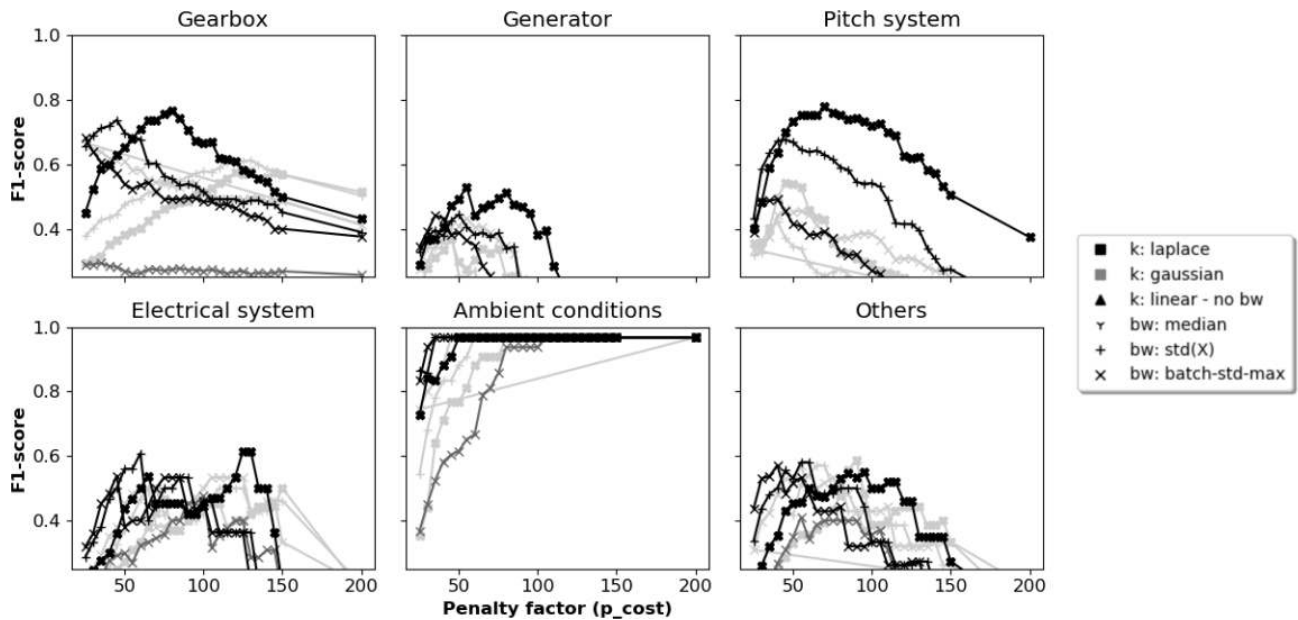 Gearbox
Generator
Pitch system
1.0
0.8
0.6
0.4
F1-score
k: laplace
k: gaussian
k: linear - no bw
bw: median
bw: std(X)
bw: batch-std-max
Electrical system
Ambient conditions
Others
1.0
0.8
0.6
0.4
F1-score
50 100 150 200 50 100 150 200 50 100 150 200
Penalty factor (p_cost)